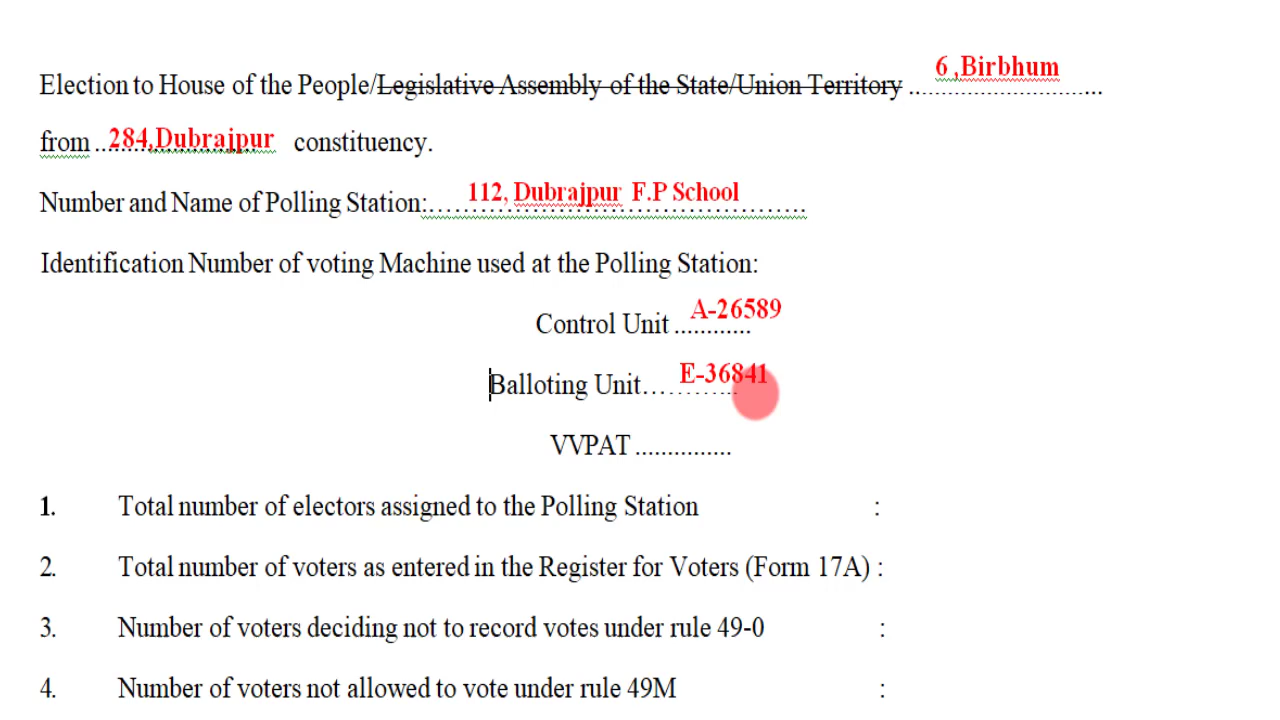 Election to House of the People/Legislative Assembly of the State/Union Territory ............................. 6 ,Birbhum
from ......................... 284,Dubrajpur constituency.
Number and Name of Polling Station:............................................. 112, Dubrajpur F.P School
Identification Number of voting Machine used at the Polling Station:
Control Unit ............ A-26589
Balloting Unit........... E-36841
VVPAT ...............
1. Total number of electors assigned to the Polling Station :
2. Total number of voters as entered in the Register for Voters (Form 17A) :
3. Number of voters deciding not to record votes under rule 49-0 :
4. Number of voters not allowed to vote under rule 49M :